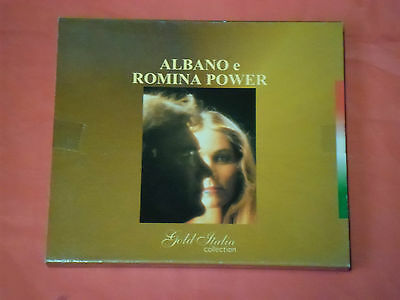 ALBANO e
ROMINA POWER
Gold Italia
collection